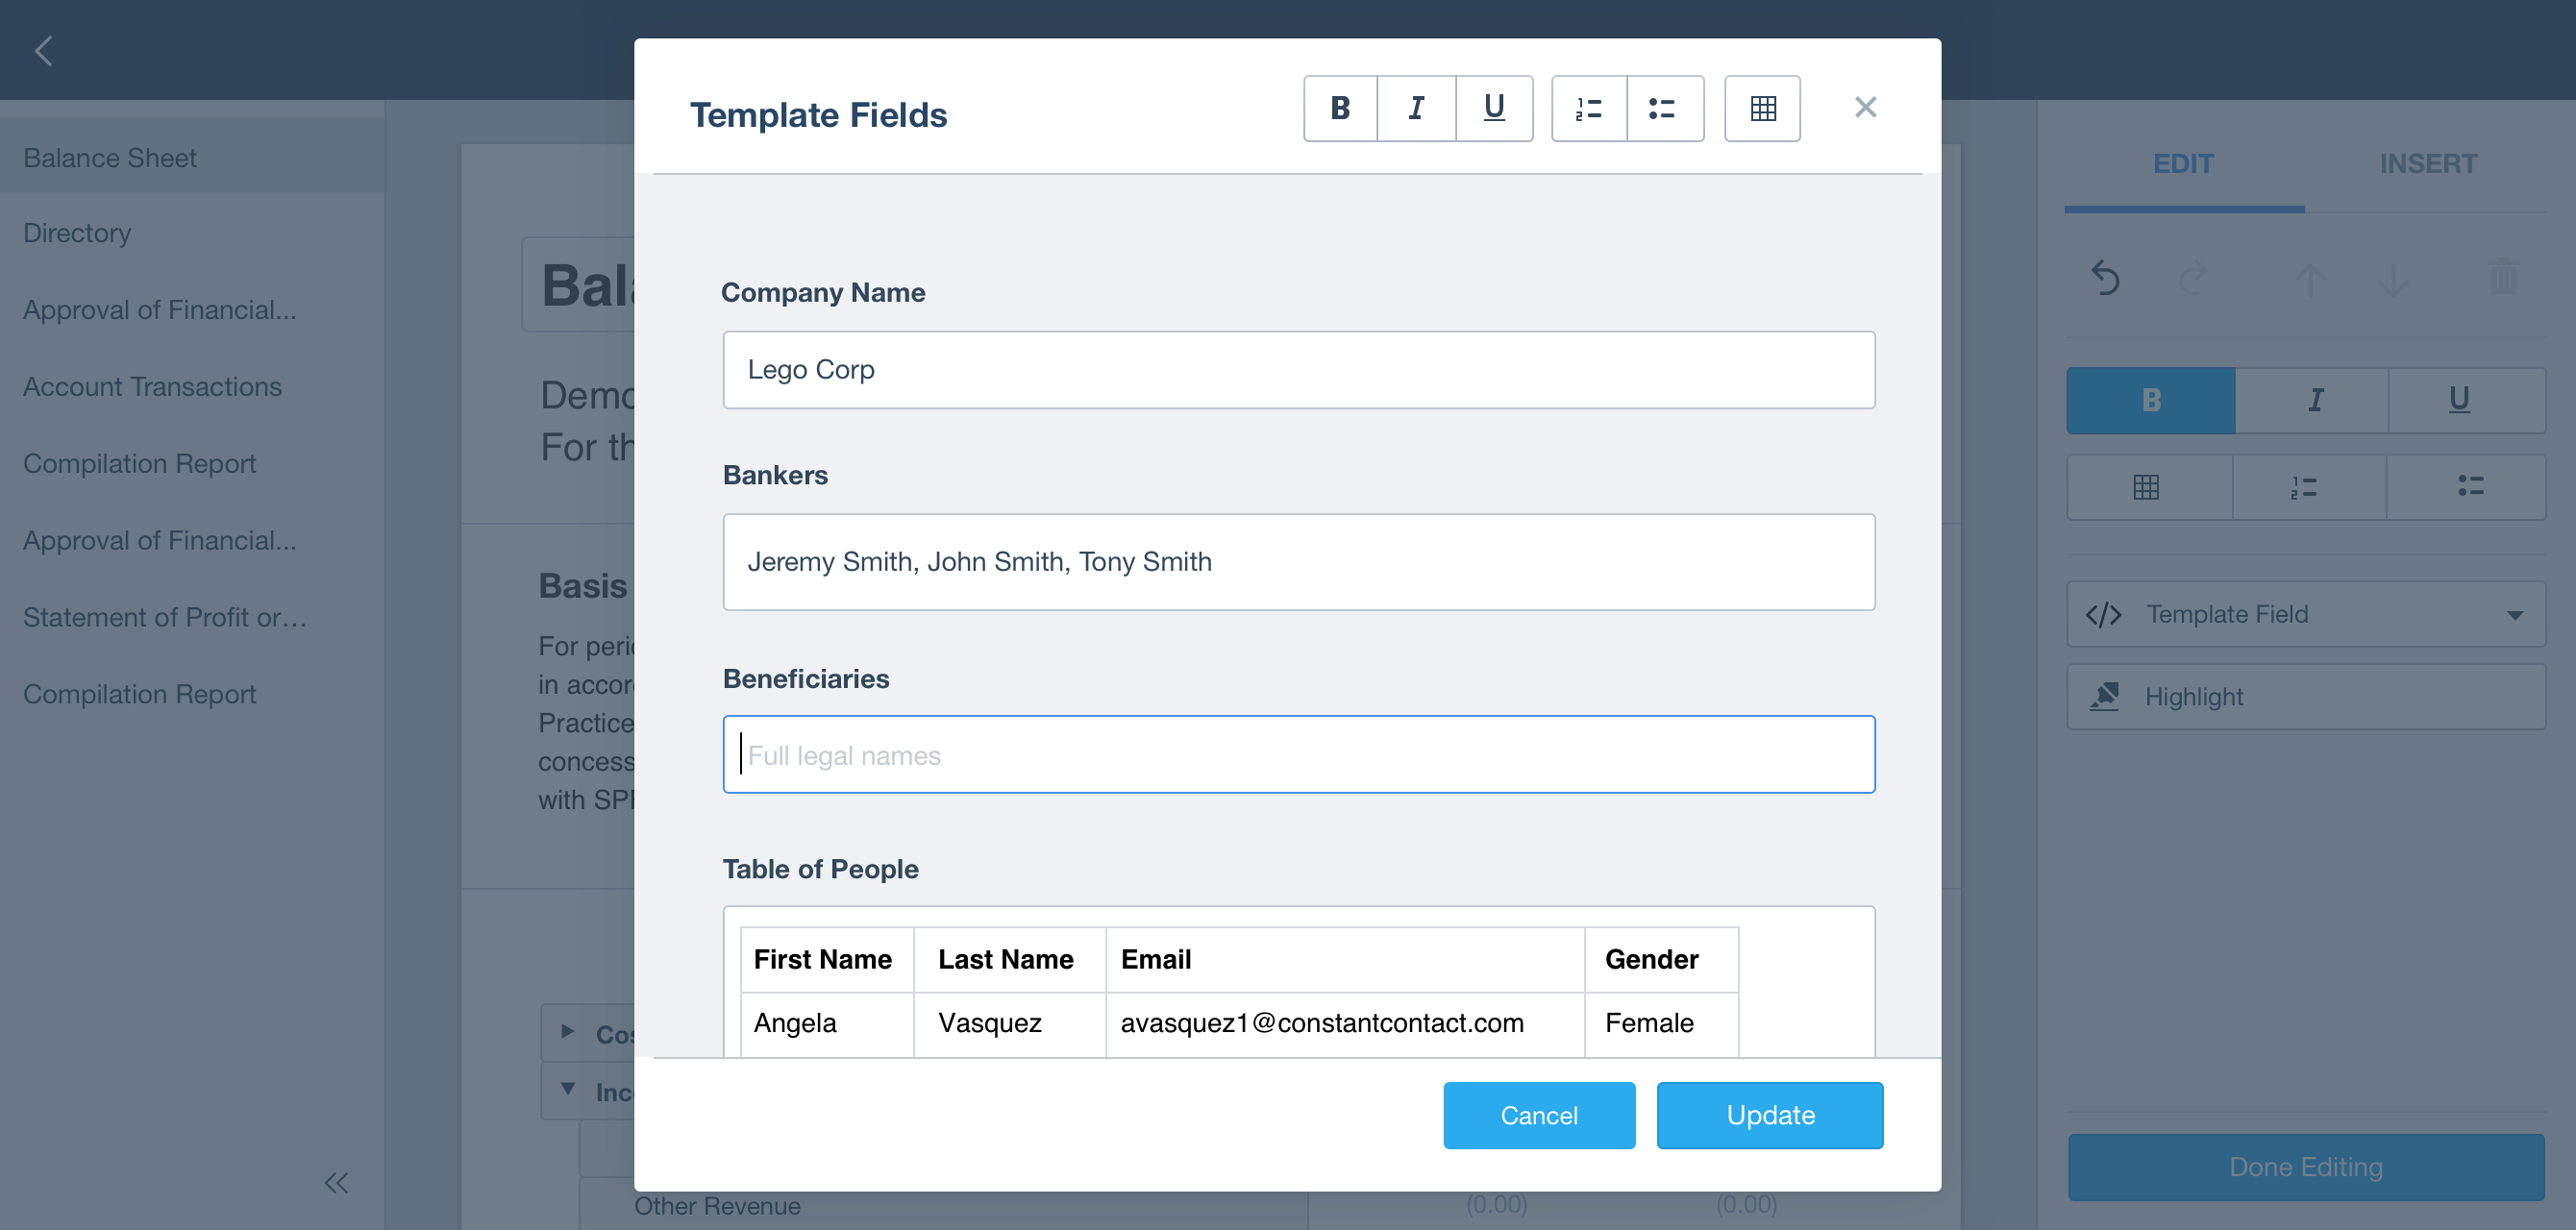 Template Fields
B I U
Company Name
Lego Corp
Bankers
Jeremy Smith, John Smith, Tony Smith
Beneficiaries
Full legal names
Table of People
First Name Last Name Email Gender
Angela Vasquez avasquez1@constantcontact.com Female
Cancel Update
Balance Sheet
Directory
Approval of Financial...
Account Transactions
Compilation Report
Approval of Financial...
Statement of Profit or...
Compilation Report
Bal
Demo
For th
Basis
For peri
in accor
Practice
concess
with SP
Cos
Inc
Other Revenue (0.00) (0.00)
EDIT INSERT
B I U
</> Template Field
Highlight
Done Editing